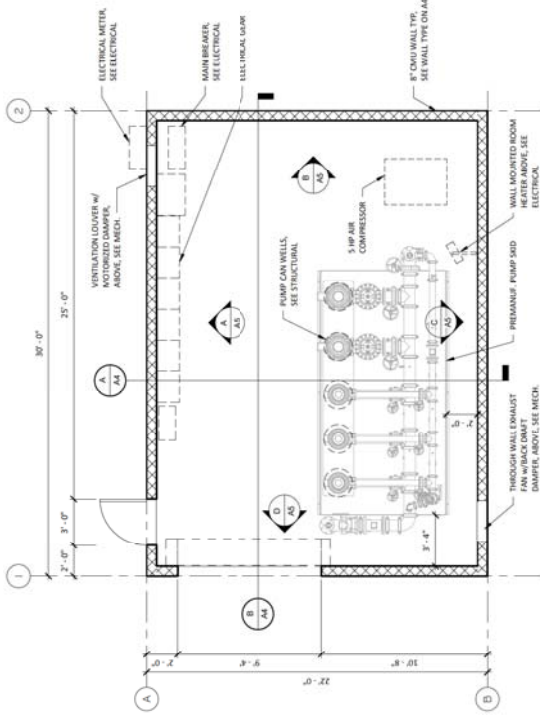 1
2
30' - 0"
2' - 0"
3' - 0"
25' - 0"
ELECTRICAL METER,
SEE ELECTRICAL
MAIN BREAKER,
SEE ELECTRICAL
ELECTRICAL GEAR
VENTILATION LOUVER w/
MOTORIZED DAMPER,
ABOVE, SEE MECH.
8" CMU WALL TYP,
SEE WALL TYPE ON A4
A
A4
A
A5
B
A5
PUMP CAN WELLS,
SEE STRUCTURAL
5 HP AIR
COMPRESSOR
D
A5
C
A5
B
A4
3' - 4"
2' - 0"
2' - 0"
9' - 4"
10' - 8"
22' - 0"
A
B
WALL MOUNTED ROOM
HEATER ABOVE, SEE
ELECTRICAL
PREMANUF. PUMP SKID
THROUGH WALL EXHAUST
FAN w/BACK DRAFT
DAMPER, ABOVE, SEE MECH.